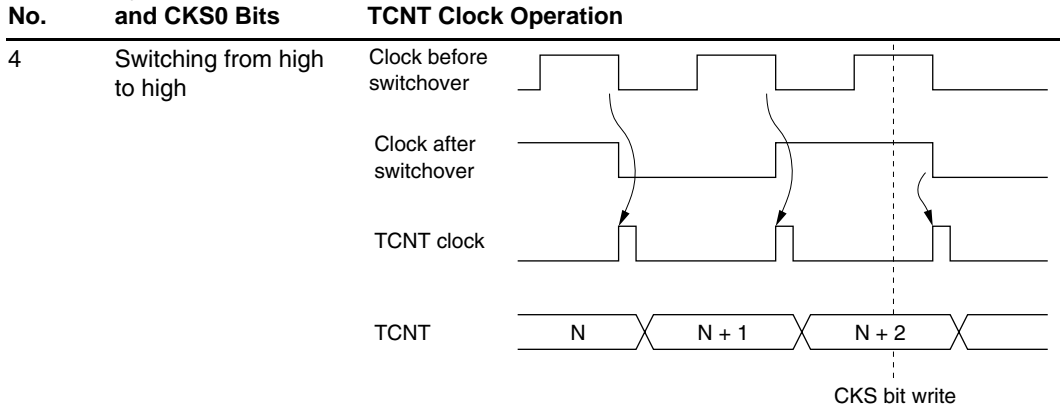 No. and CKS0 Bits TCNT Clock Operation
4 Switching from high Clock before
to high switchover
Clock after
switchover
TCNT clock
TCNT N N + 1 N + 2
CKS bit write